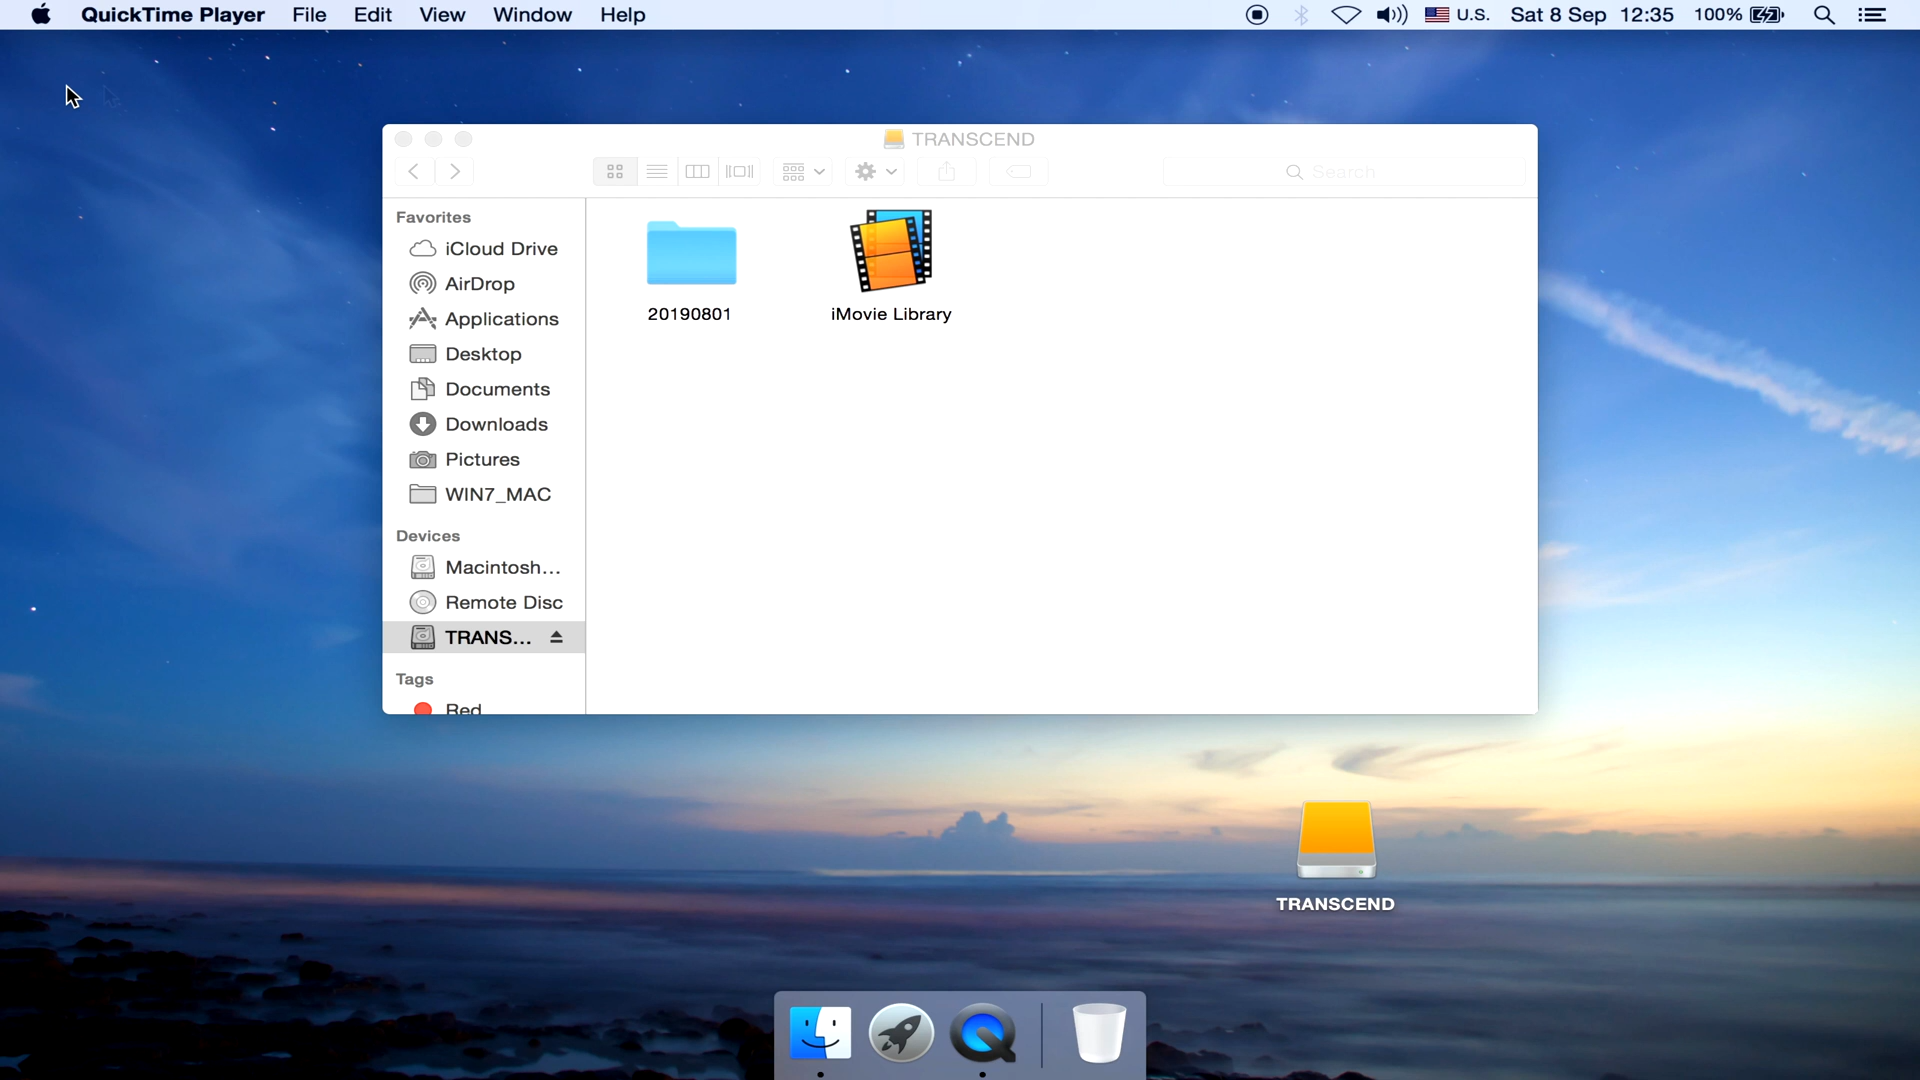 QuickTime Player File Edit View Window Help U.S. Sat 8 Sep 12:35 100%
TRANSCEND
Search
Favorites
iCloud Drive
AirDrop
Applications
Desktop
Documents
Downloads
Pictures
WIN7_MAC
Devices
Macintosh...
Remote Disc
TRANS...
Tags
Red
20190801
iMovie Library
TRANSCEND